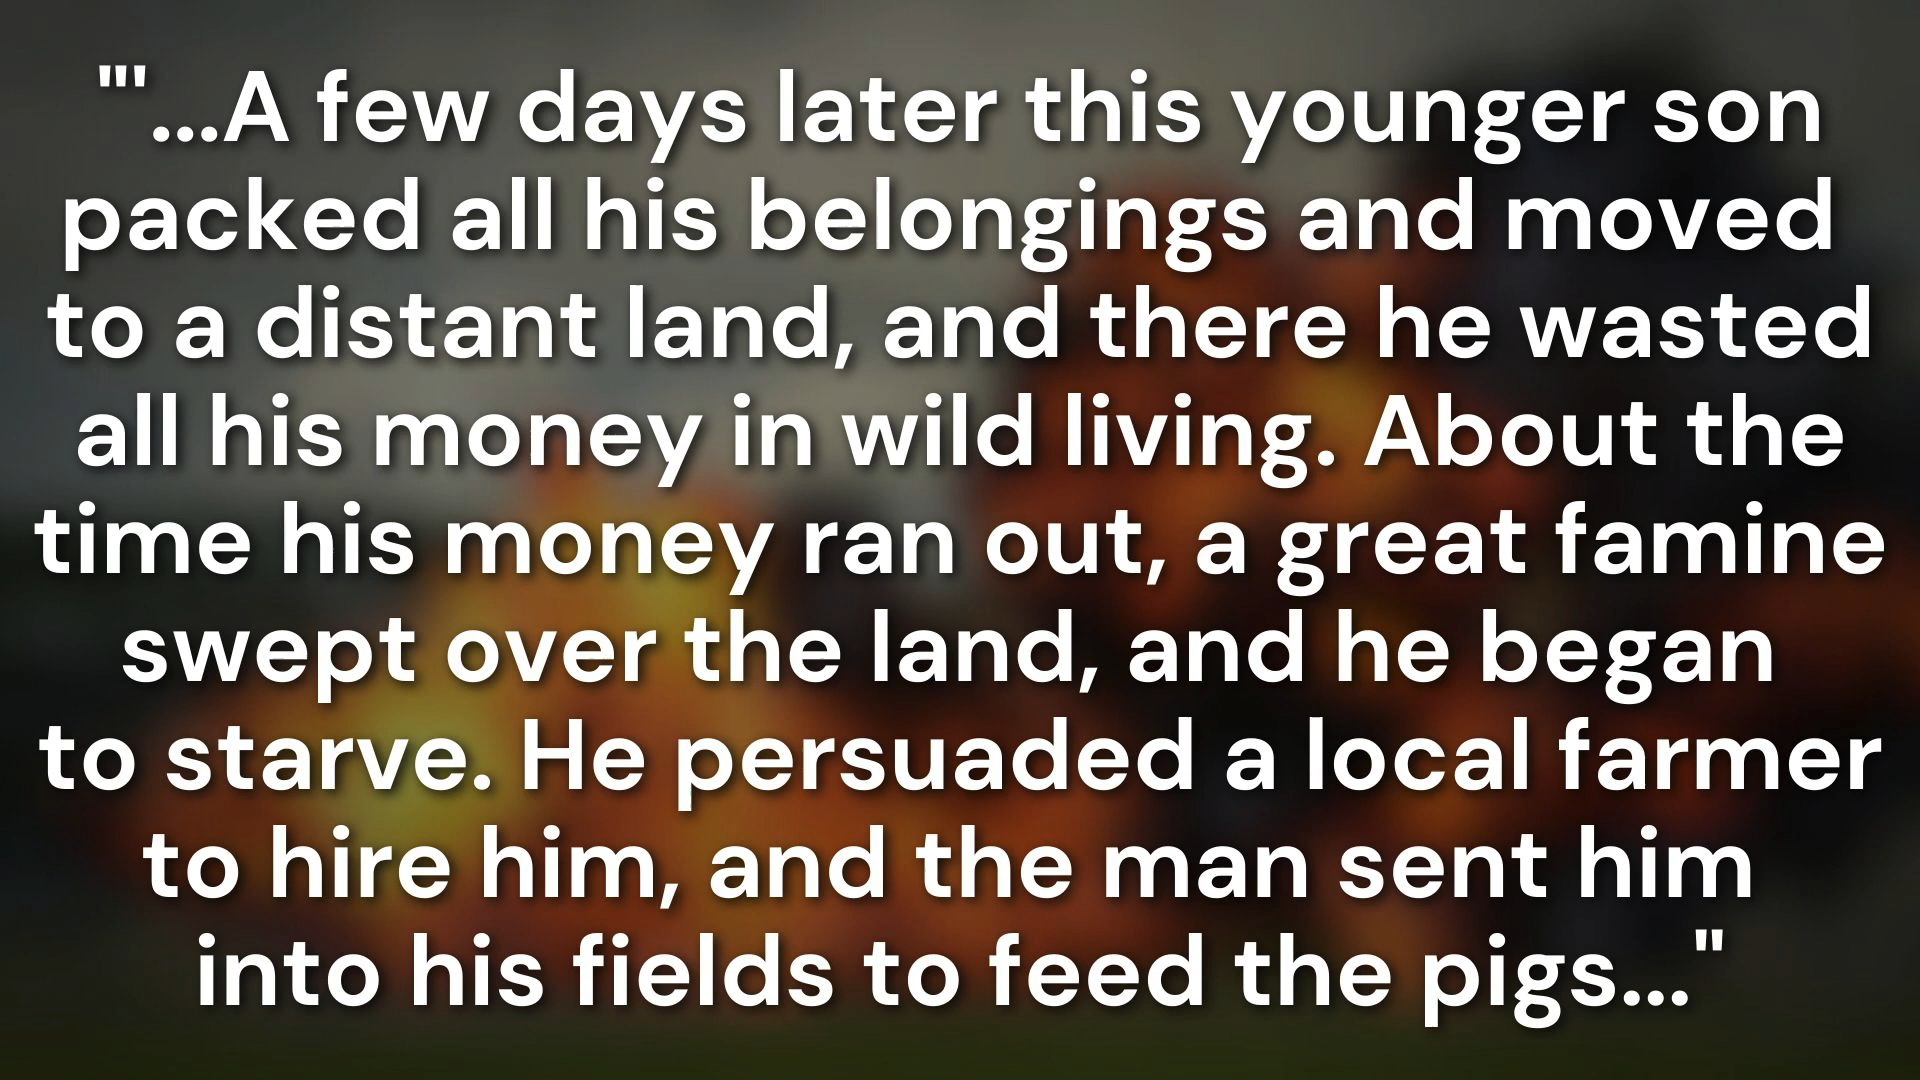 "'...A few days later this younger son
packed all his belongings and moved
to a distant land, and there he wasted
all his money in wild living. About the
time his money ran out, a great famine
swept over the land, and he began
to starve. He persuaded a local farmer
to hire him, and the man sent him
into his fields to feed the pigs..."